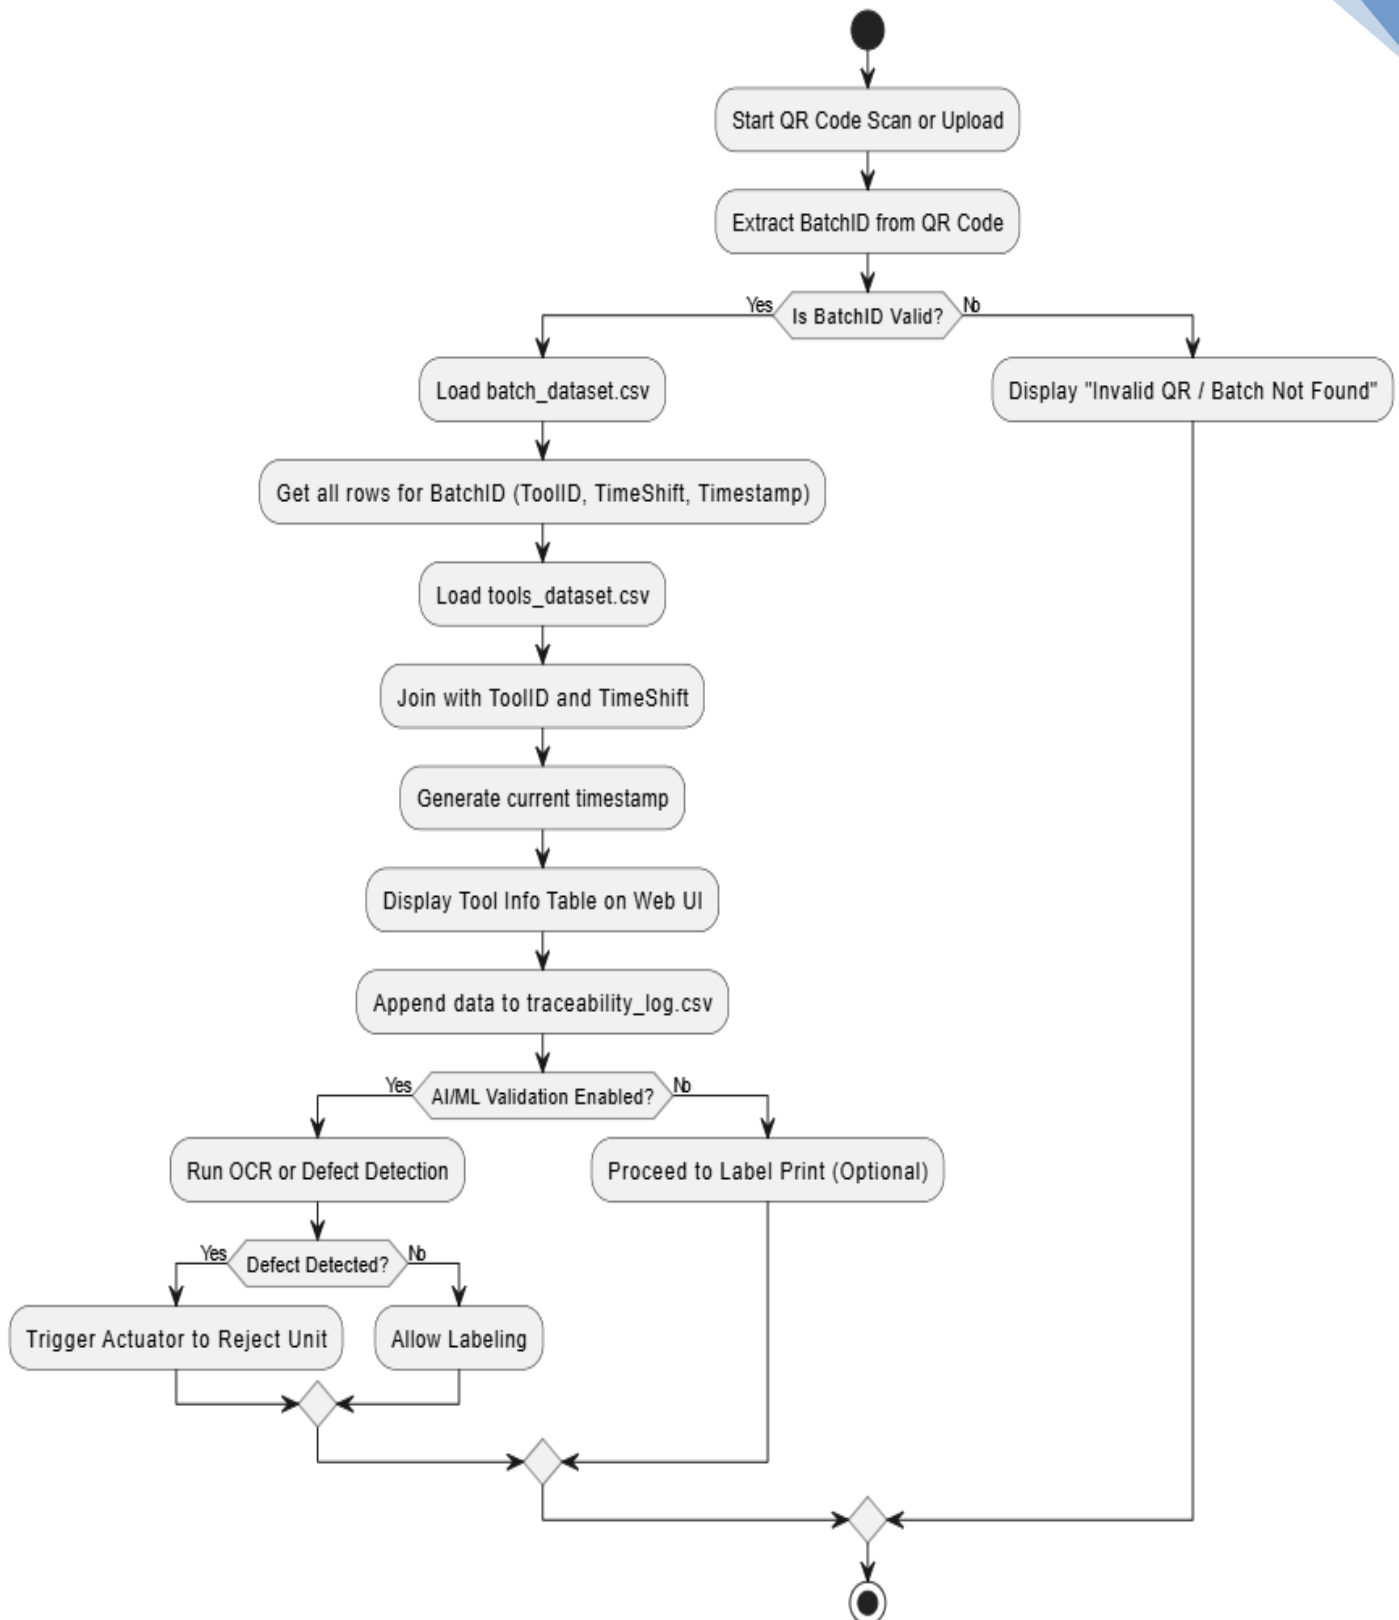 Start QR Code Scan or Upload
Extract BatchID from QR Code
Yes
Is BatchID Valid?
No
Load batch_dataset.csv
Display "Invalid QR / Batch Not Found"
Get all rows for BatchID (ToolID, TimeShift, Timestamp)
Load tools_dataset.csv
Join with ToolID and TimeShift
Generate current timestamp
Display Tool Info Table on Web UI
Append data to traceability_log.csv
Yes
AI/ML Validation Enabled?
No
Run OCR or Defect Detection
Proceed to Label Print (Optional)
Yes
Defect Detected?
No
Trigger Actuator to Reject Unit
Allow Labeling